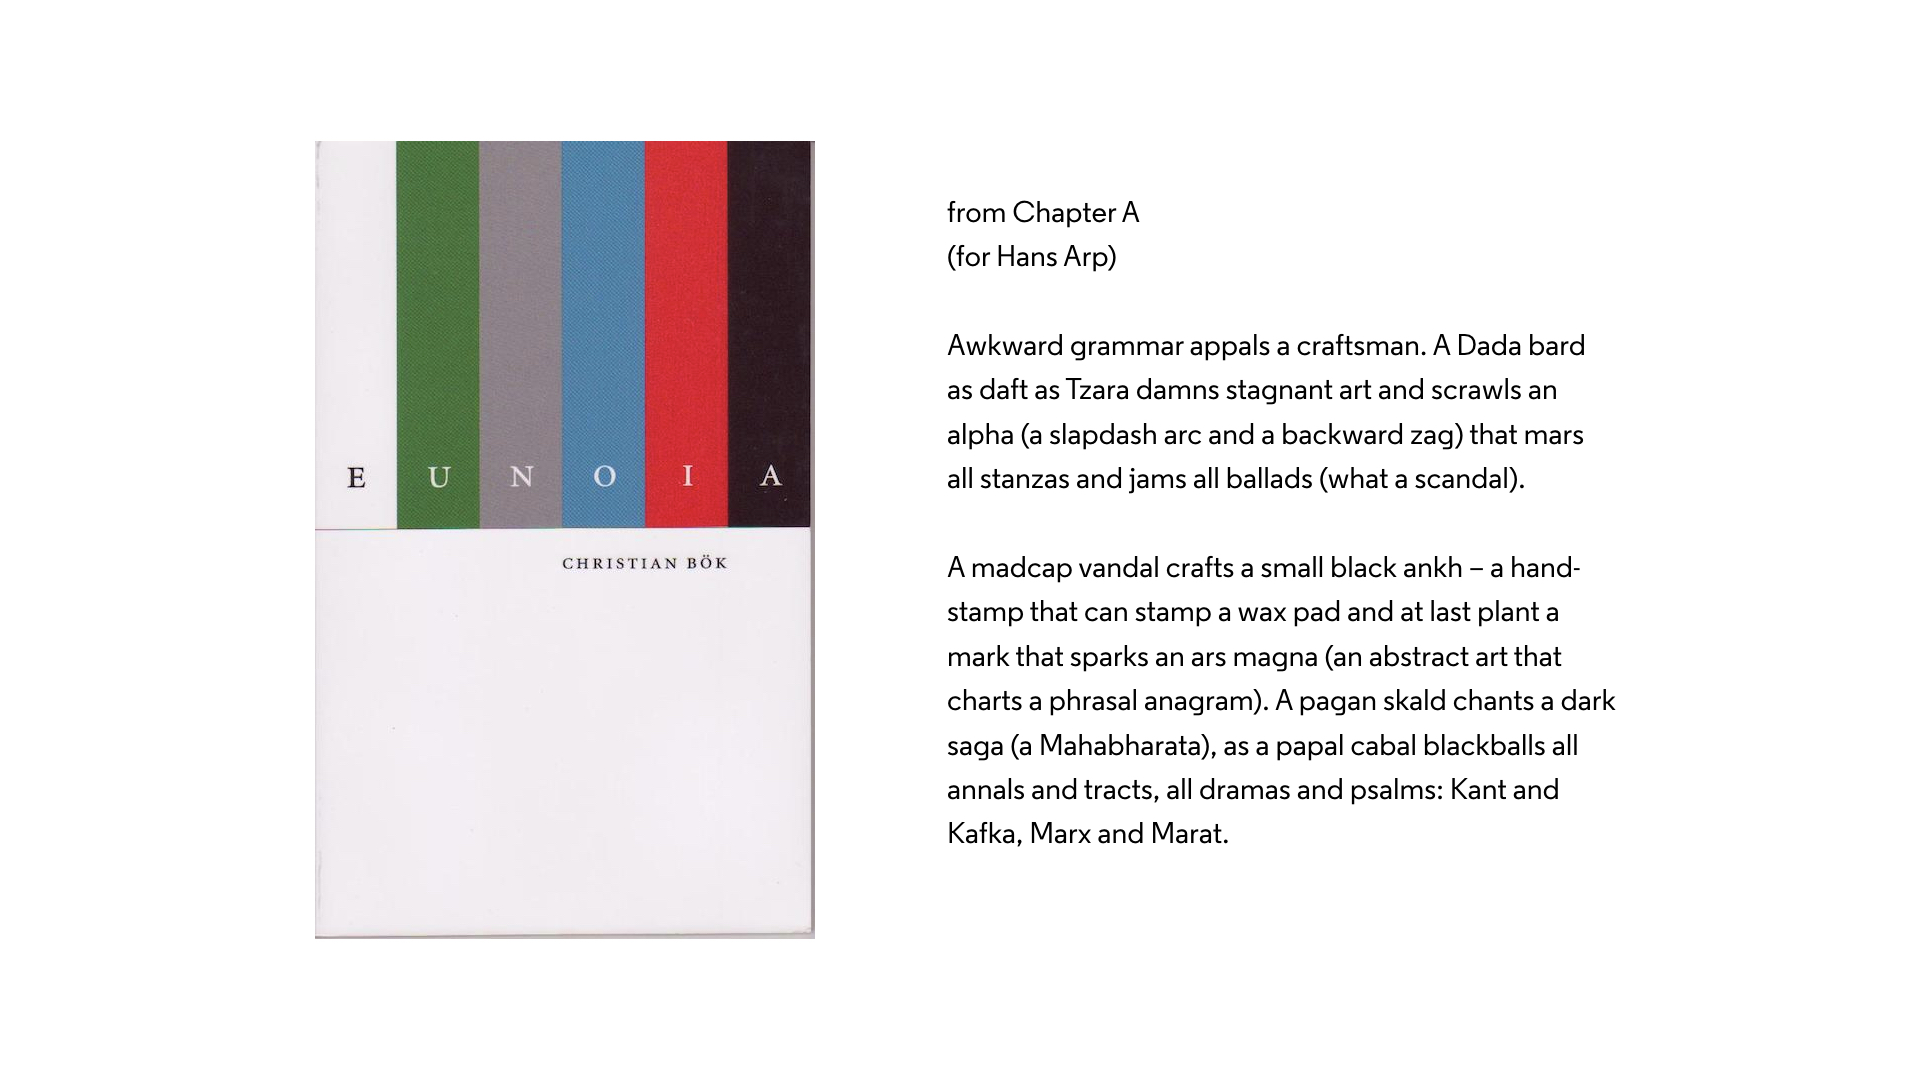 E U N O I A
CHRISTIAN BÖK
from Chapter A
(for Hans Arp)
Awkward grammar appals a craftsman. A Dada bard
as daft as Tzara damns stagnant art and scrawls an
alpha (a slapdash arc and a backward zag) that mars
all stanzas and jams all ballads (what a scandal).
A madcap vandal crafts a small black ankh – a hand-
stamp that can stamp a wax pad and at last plant a
mark that sparks an ars magna (an abstract art that
charts a phrasal anagram). A pagan skald chants a dark
saga (a Mahabharata), as a papal cabal blackballs all
annals and tracts, all dramas and psalms: Kant and
Kafka, Marx and Marat.